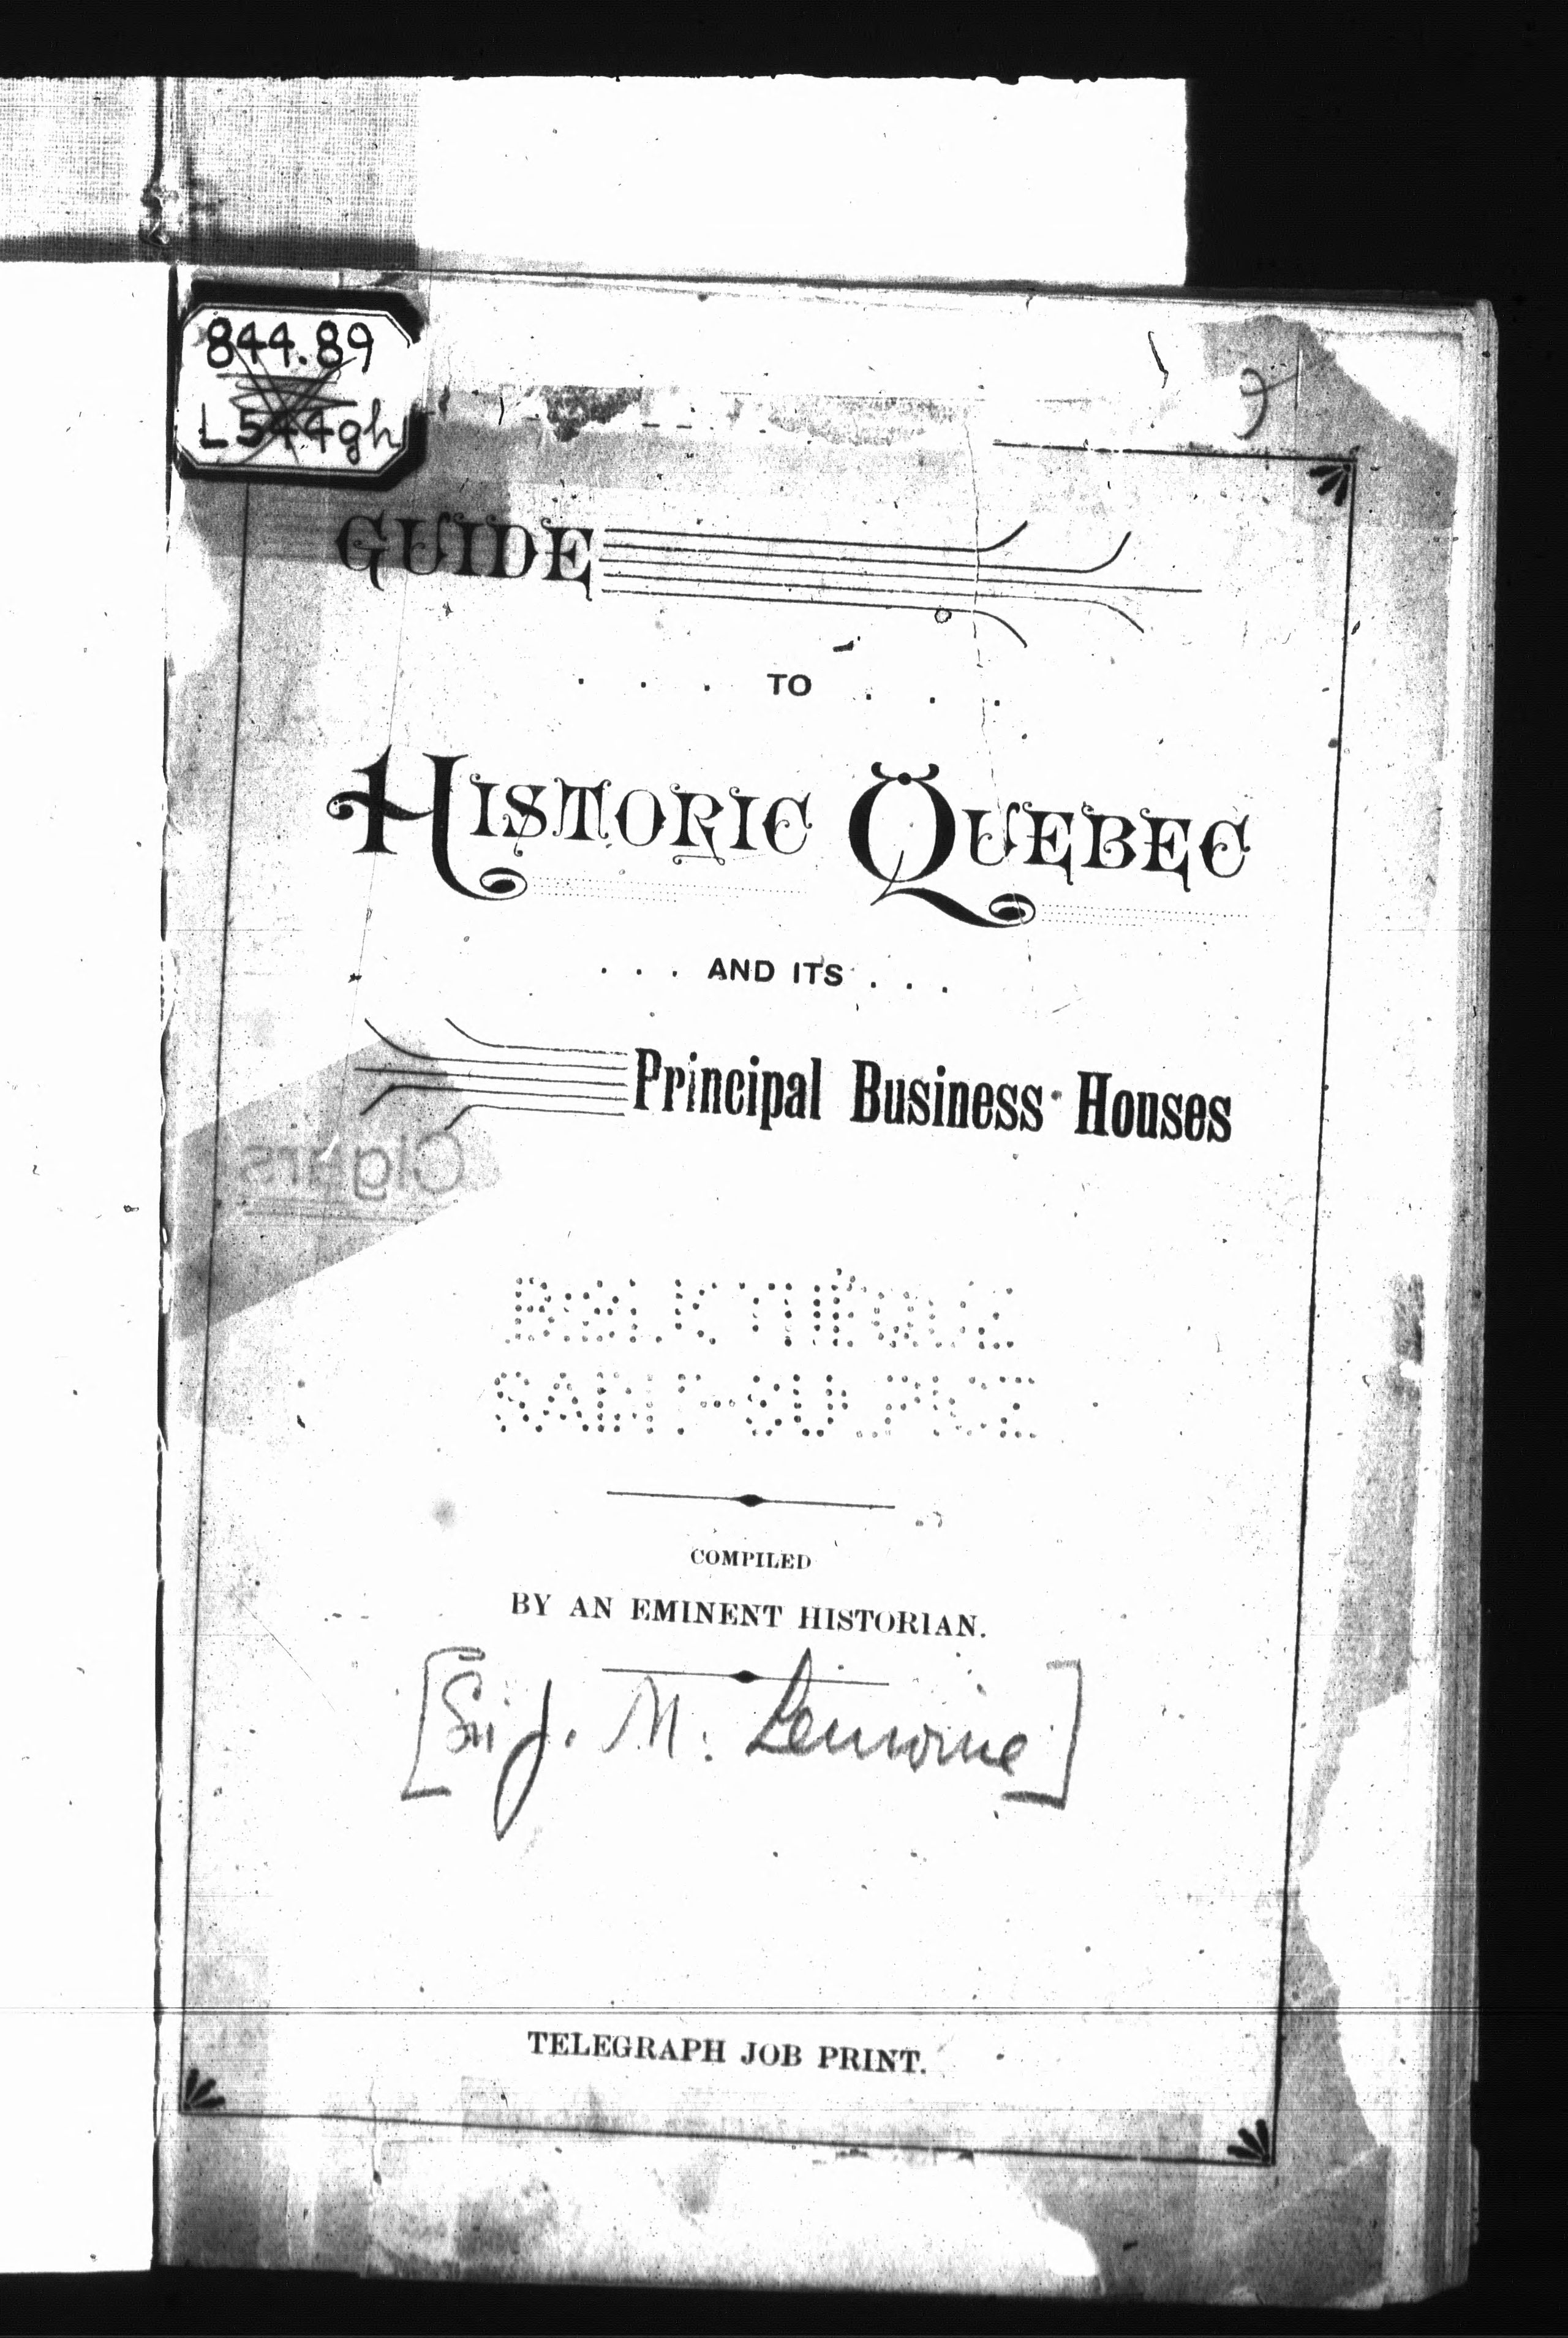 844.89
L544gh
GUIDE
. . . TO . . .
HISTORIC QUEBEC
. . . AND ITS . . .
Principal Business Houses
Cigars
BIBLIOTHÈQUE
SAINT-SULPICE
COMPILED
BY AN EMINENT HISTORIAN.
[Sir J. M. Lemoine]
TELEGRAPH JOB PRINT.